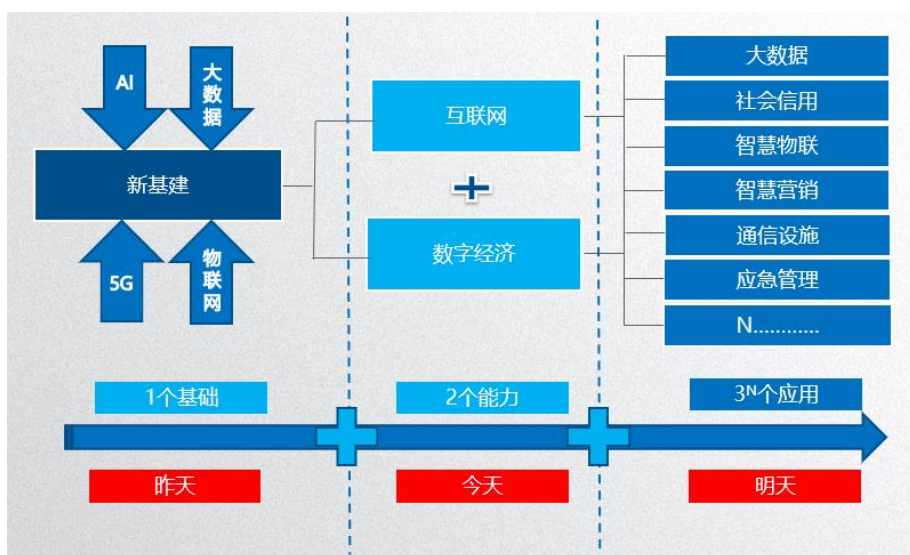 AI
大数据
新基建
5G
物联网
互联网
+
数字经济
大数据
社会信用
智慧物联
智慧营销
通信设施
应急管理
N............
1个基础
2个能力
3ᴺ个应用
昨天
今天
明天